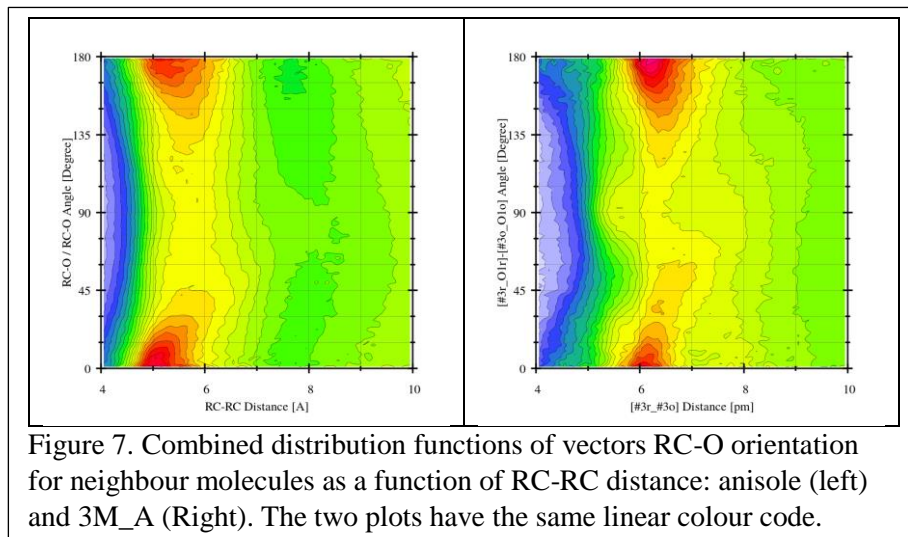 180
135
90
45
0
RC-O / RC-O Angle [Degree]
4 6 8 10
RC-RC Distance [A]
180
135
90
45
0
[#3r_O1r]-[#3o_O1o] Angle [Degree]
4 5 6 7 8 9 10
[#3r_#3o] Distance [pm]
Figure 7. Combined distribution functions of vectors RC-O orientation
for neighbour molecules as a function of RC-RC distance: anisole (left)
and 3M_A (Right). The two plots have the same linear colour code.